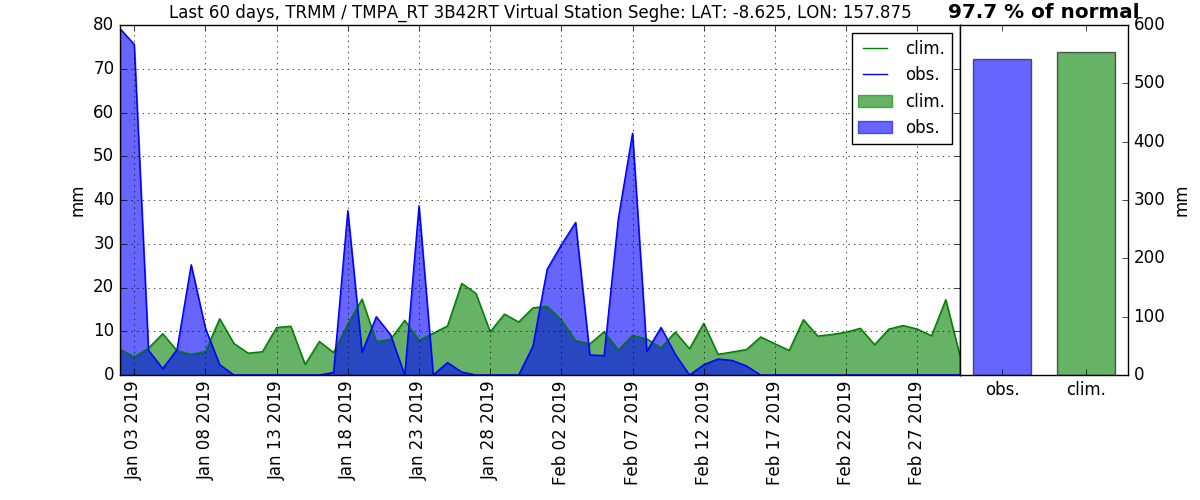 Last 60 days, TRMM / TMPA_RT 3B42RT Virtual Station Seghe: LAT: -8.625, LON: 157.875
97.7 % of normal
80
70
60
50
40
30
20
10
0
mm
clim.
obs.
clim.
obs.
600
500
400
300
200
100
0
mm
Jan 03 2019
Jan 08 2019
Jan 13 2019
Jan 18 2019
Jan 23 2019
Jan 28 2019
Feb 02 2019
Feb 07 2019
Feb 12 2019
Feb 17 2019
Feb 22 2019
Feb 27 2019
obs.
clim.